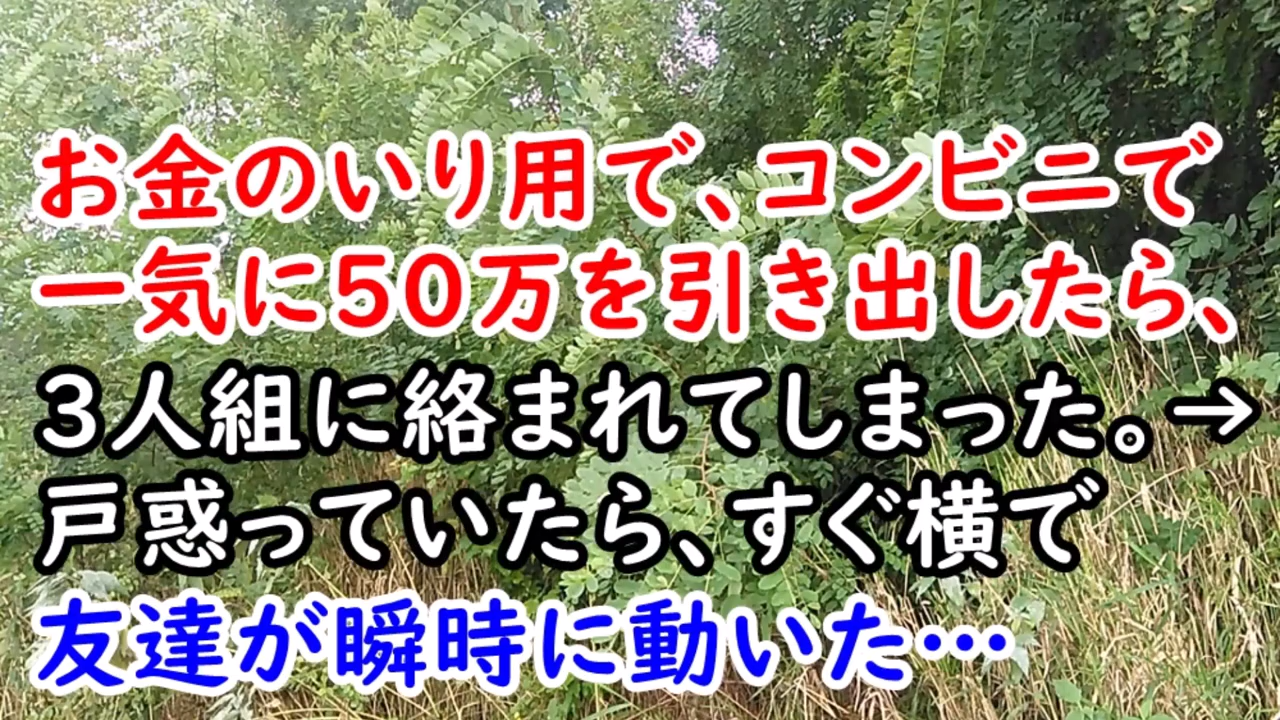 お金のいり用で、コンビニで
一気に50万を引き出したら、
3人組に絡まれてしまった。→
戸惑っていたら、すぐ横で
友達が瞬時に動いた…